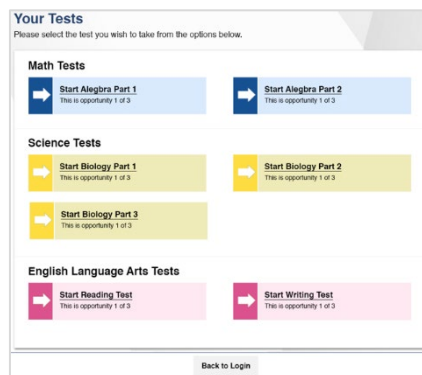 Your Tests
Please select the test you wish to take from the options below.
Math Tests
Start Alegbra Part 1
This is opportunity 1 of 3
Start Alegbra Part 2
This is opportunity 1 of 3
Science Tests
Start Biology Part 1
This is opportunity 1 of 3
Start Biology Part 2
This is opportunity 1 of 3
Start Biology Part 3
This is opportunity 1 of 3
English Language Arts Tests
Start Reading Test
This is opportunity 1 of 3
Start Writing Test
This is opportunity 1 of 3
Back to Login